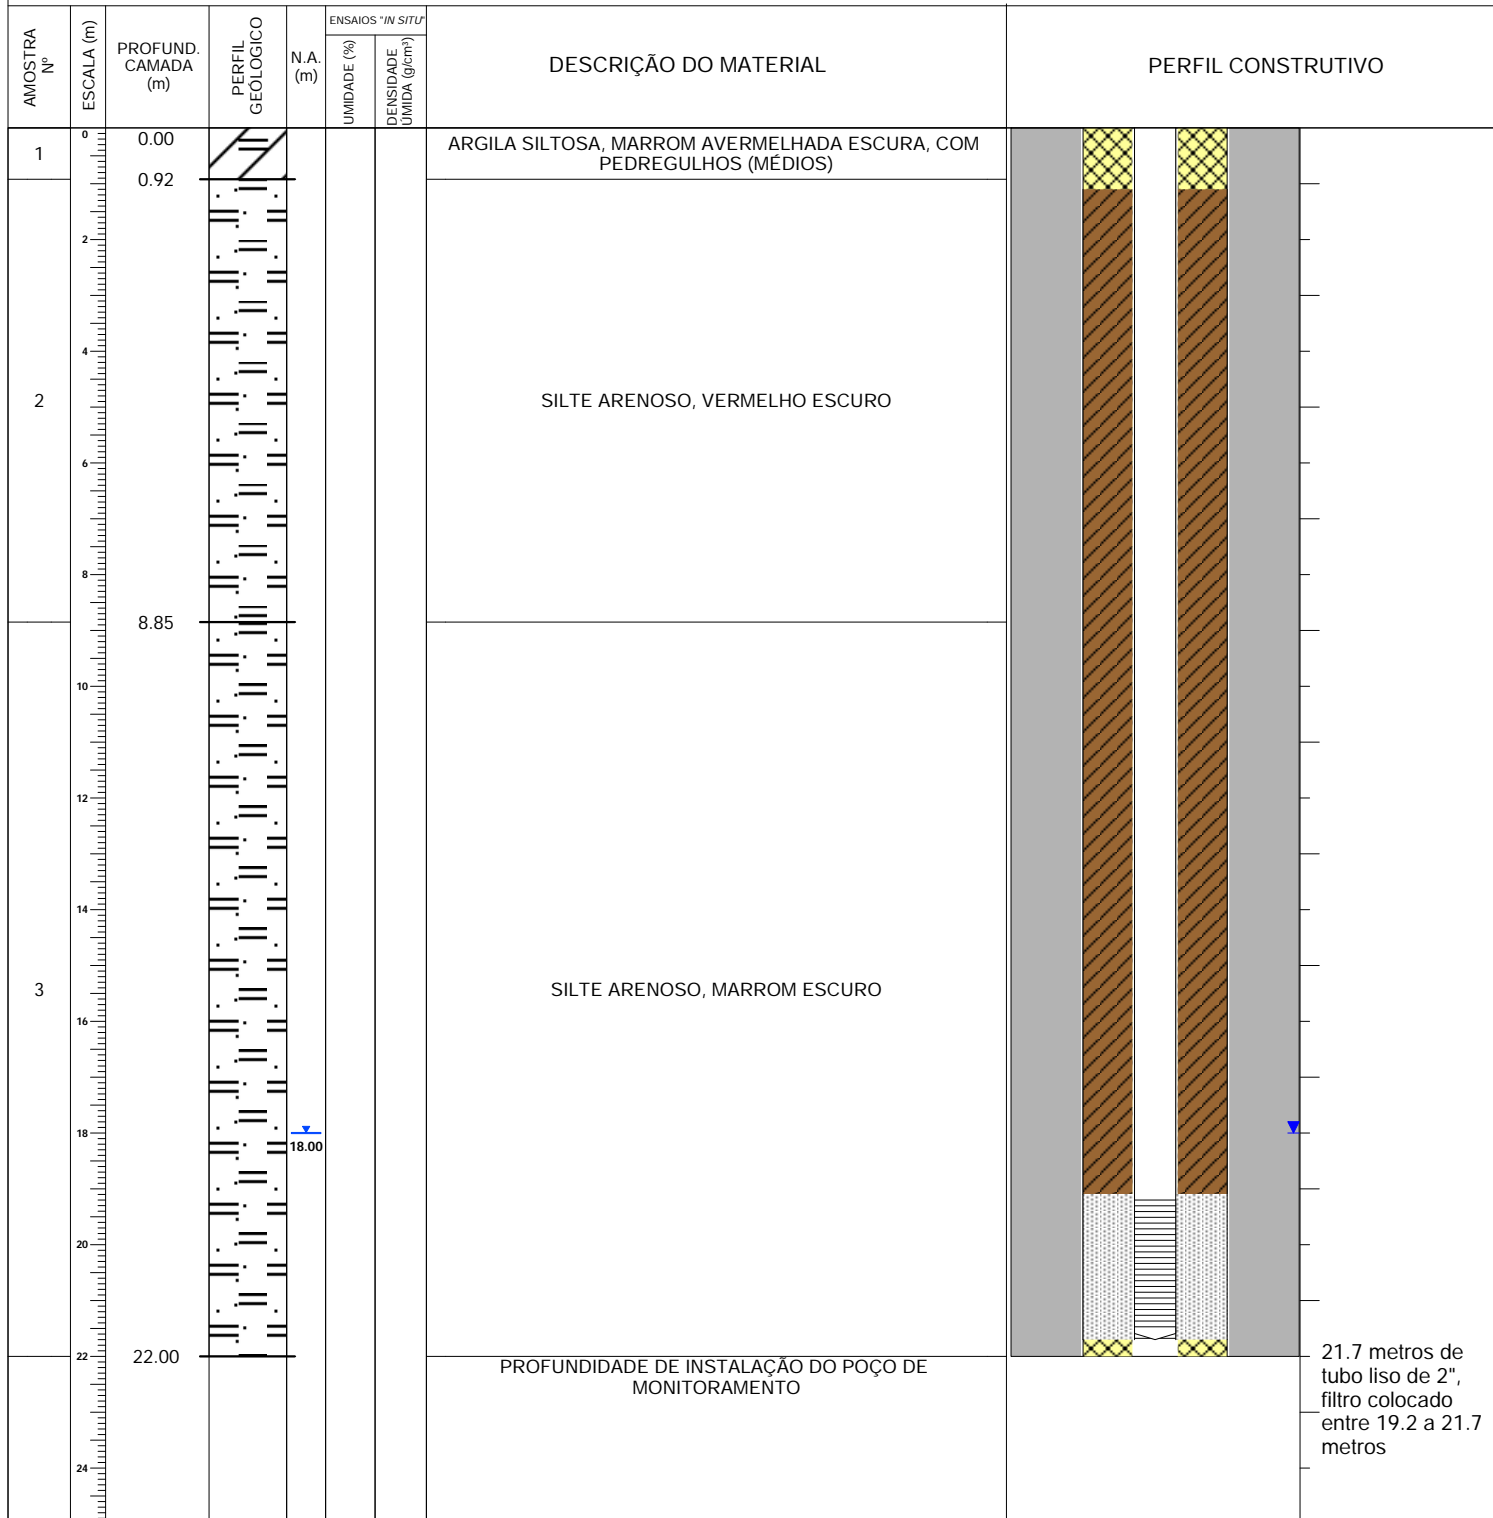 AMOSTRA
Nº
ESCALA (m)
PROFUND.
CAMADA
(m)
PERFIL
GEÓLOGICO
N.A.
(m)
ENSAIOS "IN SITU"
UMIDADE (%)
DENSIDADE
ÚMIDA (g/cm³)
DESCRIÇÃO DO MATERIAL
PERFIL CONSTRUTIVO
0
0.00
1
ARGILA SILTOSA, MARROM AVERMELHADA ESCURA, COM
PEDREGULHOS (MÉDIOS)
0.92
2
4
2
SILTE ARENOSO, VERMELHO ESCURO
6
8
8.85
10
12
14
3
SILTE ARENOSO, MARROM ESCURO
16
18
18.00
20
22
22.00
PROFUNDIDADE DE INSTALAÇÃO DO POÇO DE
MONITORAMENTO
21.7 metros de
tubo liso de 2",
filtro colocado
entre 19.2 a 21.7
metros
24